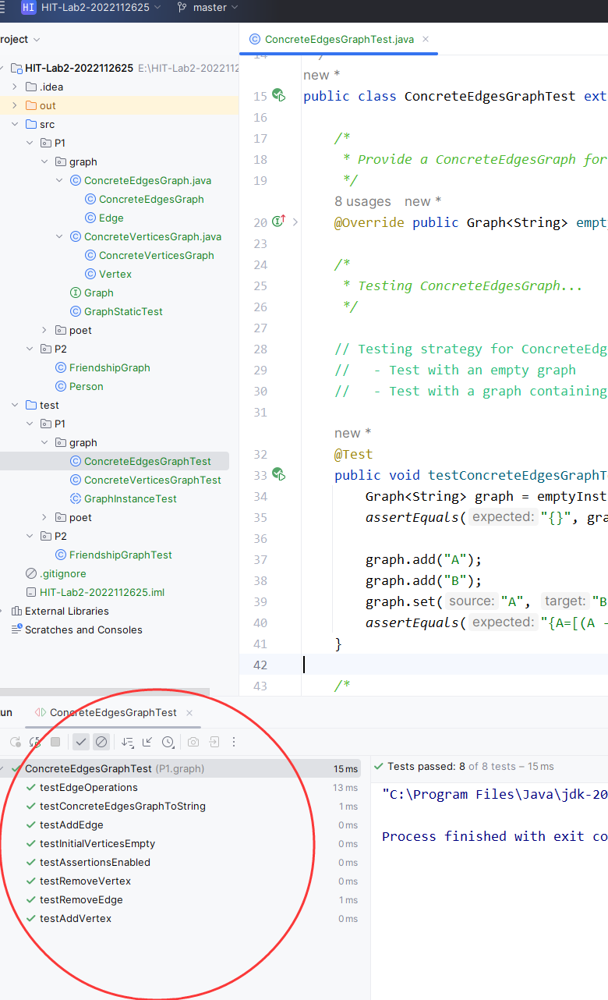 HI HIT-Lab2-2022112625 master
roject
HIT-Lab2-2022112625 E:\HIT-Lab2-202211
.idea
out
src
P1
graph
ConcreteEdgesGraph.java
ConcreteEdgesGraph
Edge
ConcreteVerticesGraph.java
ConcreteVerticesGraph
Vertex
Graph
GraphStaticTest
poet
P2
FriendshipGraph
Person
test
P1
graph
ConcreteEdgesGraphTest
ConcreteVerticesGraphTest
GraphInstanceTest
poet
P2
FriendshipGraphTest
.gitignore
HIT-Lab2-2022112625.iml
External Libraries
Scratches and Consoles
ConcreteEdgesGraphTest.java
14 */
new *
15 public class ConcreteEdgesGraphTest ext
16
17 /*
18 * Provide a ConcreteEdgesGraph for
19 */
8 usages new *
20 @Override public Graph<String> empt
23
24 /*
25 * Testing ConcreteEdgesGraph...
26 */
27
28 // Testing strategy for ConcreteEdg
29 // - Test with an empty graph
30 // - Test with a graph containing
31
new *
32 @Test
33 public void testConcreteEdgesGraphT
34 Graph<String> graph = emptyInst
35 assertEquals( expected: "{}", gra
36
37 graph.add("A");
38 graph.add("B");
39 graph.set( source: "A", target: "B
40 assertEquals( expected: "{A=[(A -
41 }
42
43 /*
un ConcreteEdgesGraphTest
ConcreteEdgesGraphTest (P1.graph) 15 ms
testEdgeOperations 13 ms
testConcreteEdgesGraphToString 1 ms
testAddEdge 0 ms
testInitialVerticesEmpty 0 ms
testAssertionsEnabled 0 ms
testRemoveVertex 0 ms
testRemoveEdge 1 ms
testAddVertex 0 ms
Tests passed: 8 of 8 tests – 15 ms
"C:\Program Files\Java\jdk-20
Process finished with exit co